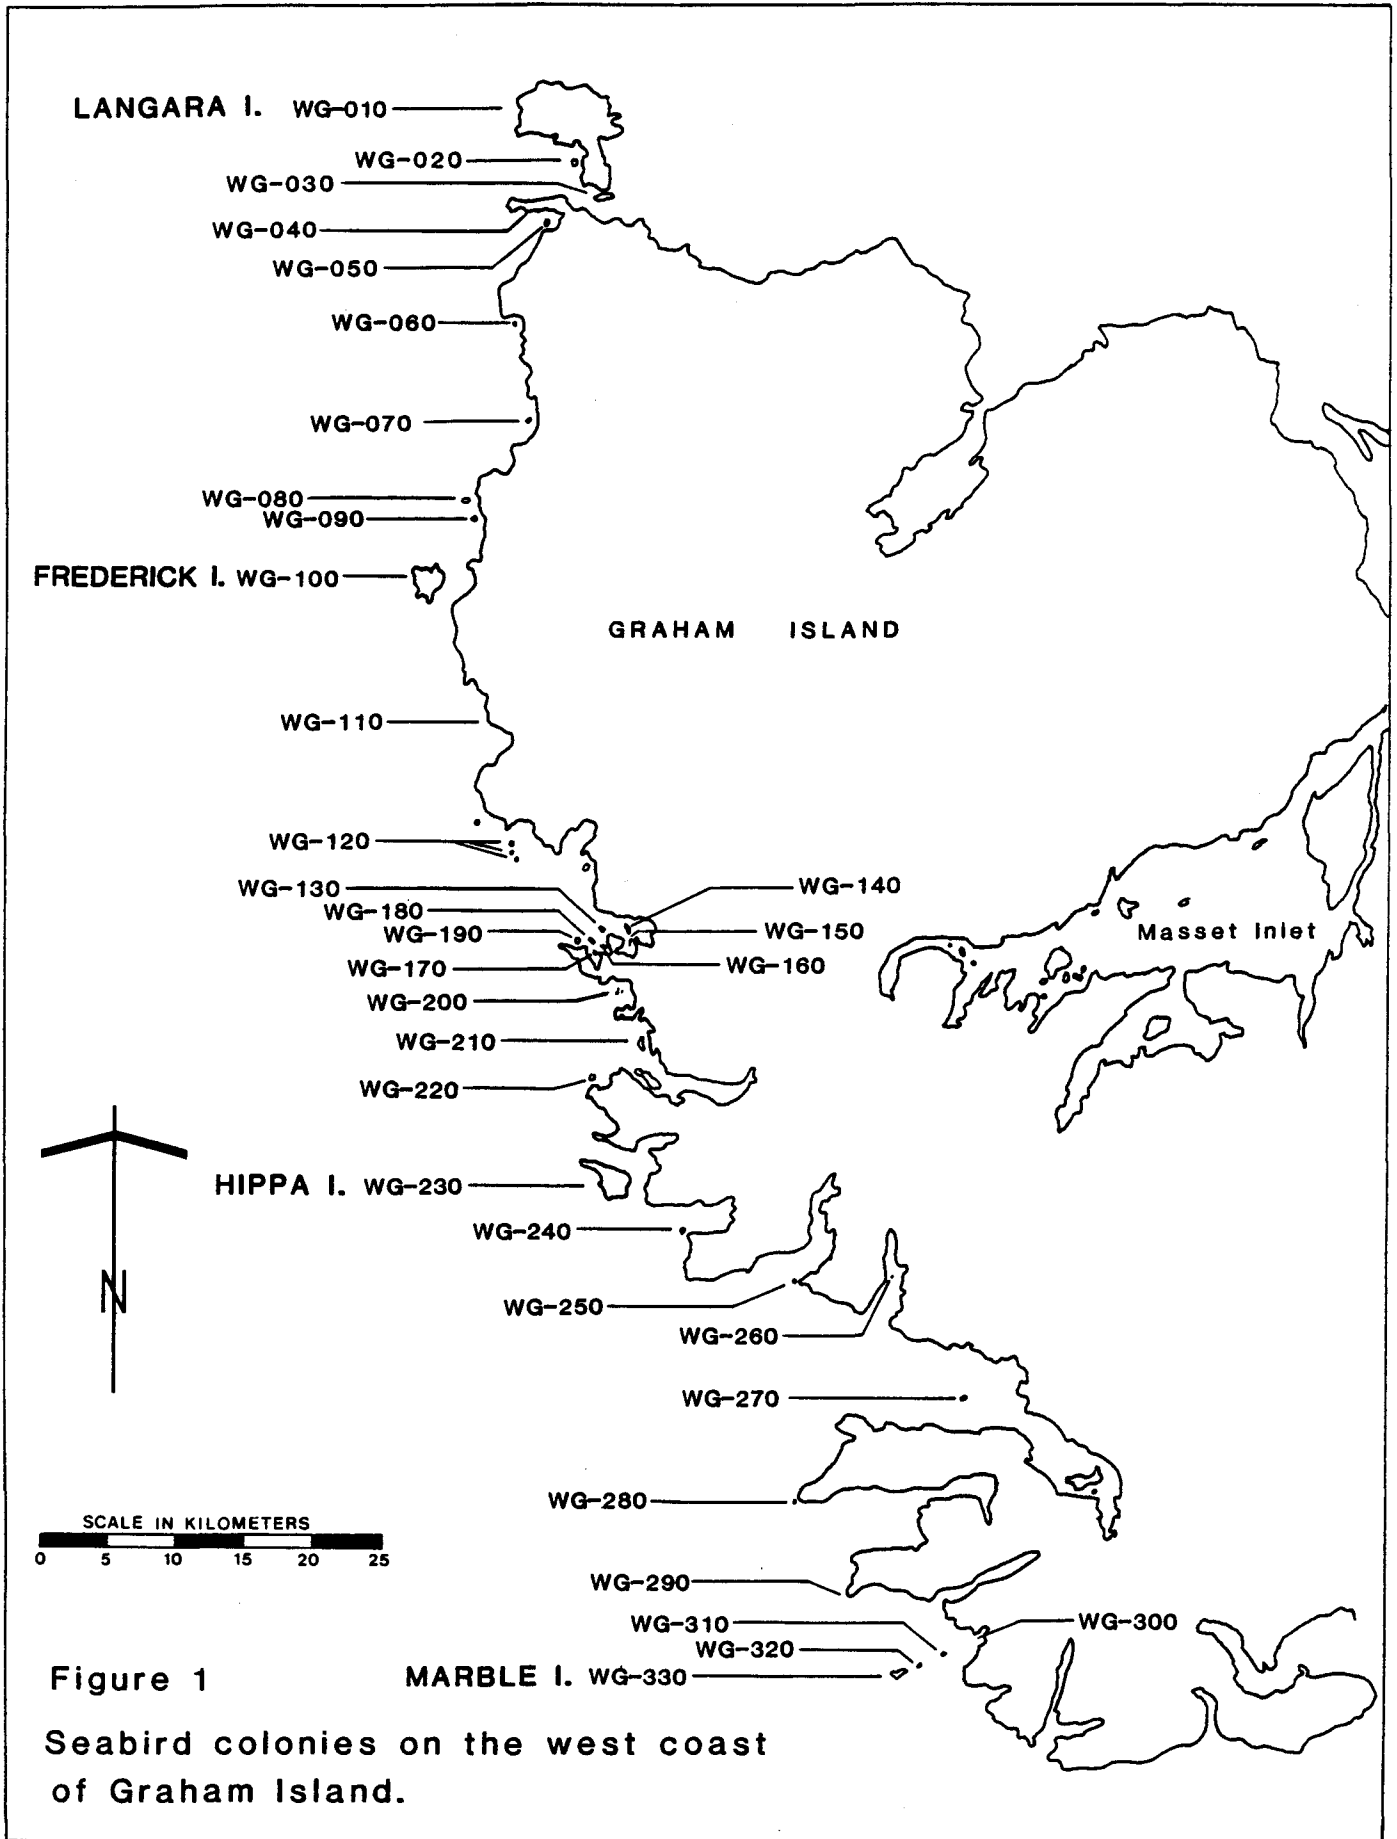 LANGARA I. WG-010
WG-020
WG-030
WG-040
WG-050
WG-060
WG-070
WG-080
WG-090
FREDERICK I. WG-100
GRAHAM ISLAND
WG-110
WG-120
WG-130
WG-140
WG-180
WG-190
WG-150
WG-170
WG-160
Masset Inlet
WG-200
WG-210
WG-220
HIPPA I. WG-230
WG-240
N
WG-250
WG-260
WG-270
WG-280
SCALE IN KILOMETERS
0 5 10 15 20 25
WG-290
WG-310
WG-300
WG-320
MARBLE I. WG-330
Figure 1
Seabird colonies on the west coast
of Graham Island.